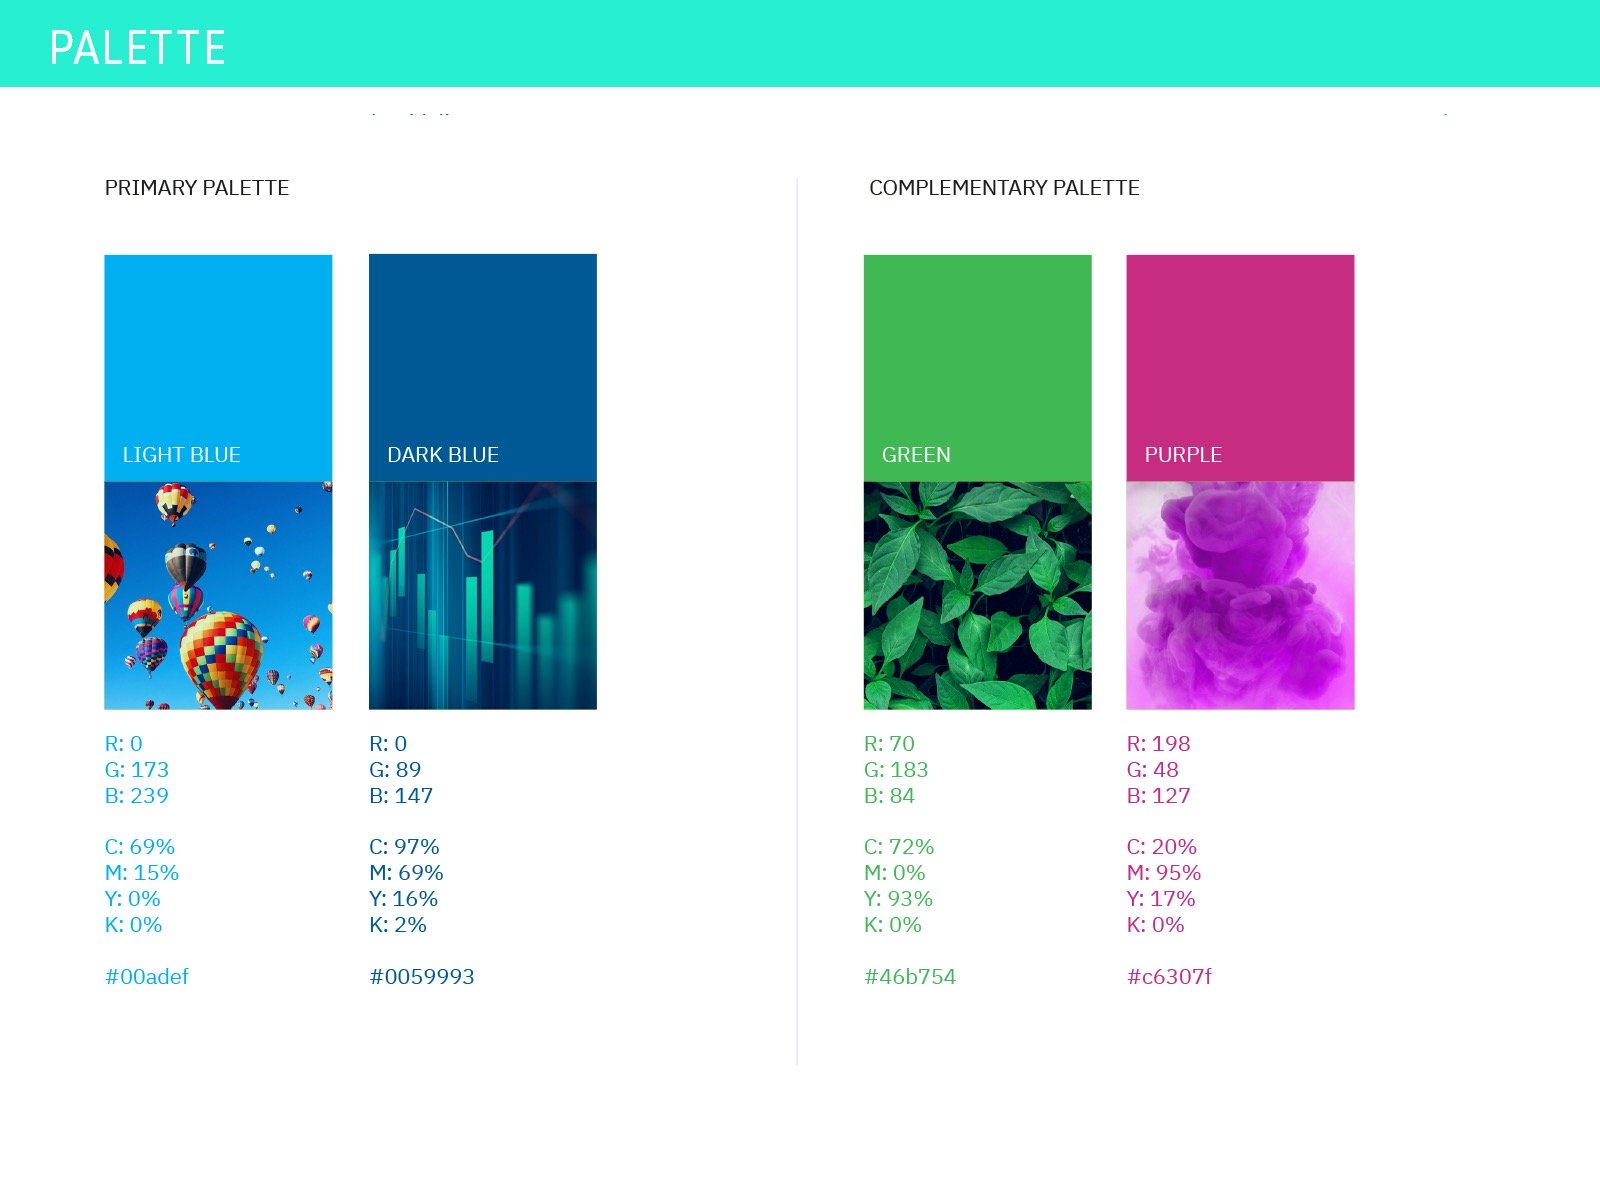 PALETTE
PRIMARY PALETTE
LIGHT BLUE
R: 0
G: 173
B: 239
C: 69%
M: 15%
Y: 0%
K: 0%
#00adef
DARK BLUE
R: 0
G: 89
B: 147
C: 97%
M: 69%
Y: 16%
K: 2%
#0059993
COMPLEMENTARY PALETTE
GREEN
R: 70
G: 183
B: 84
C: 72%
M: 0%
Y: 93%
K: 0%
#46b754
PURPLE
R: 198
G: 48
B: 127
C: 20%
M: 95%
Y: 17%
K: 0%
#c6307f